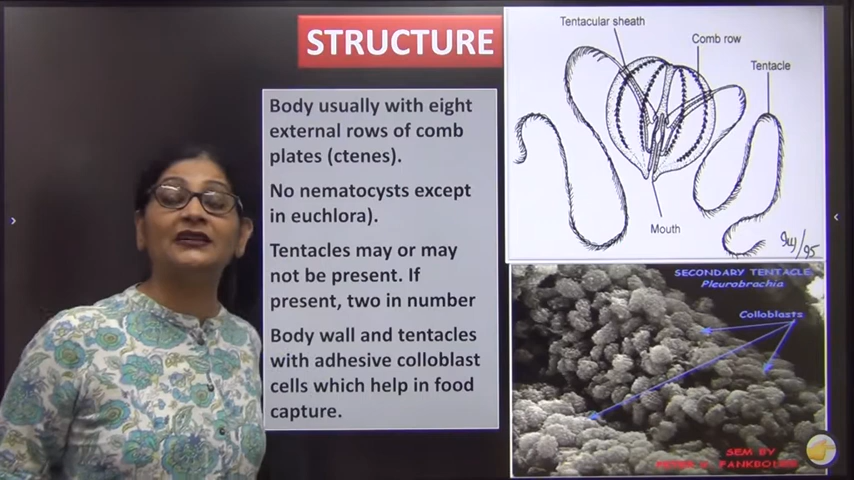 STRUCTURE
Body usually with eight
external rows of comb
plates (ctenes).
No nematocysts except
in euchlora).
Tentacles may or may
not be present. If
present, two in number
Body wall and tentacles
with adhesive colloblast
cells which help in food
capture.
Tentacular sheath
Comb row
Tentacle
Mouth
SECONDARY TENTACLE
Pleurobrachia
Colloblasts
SEM BY